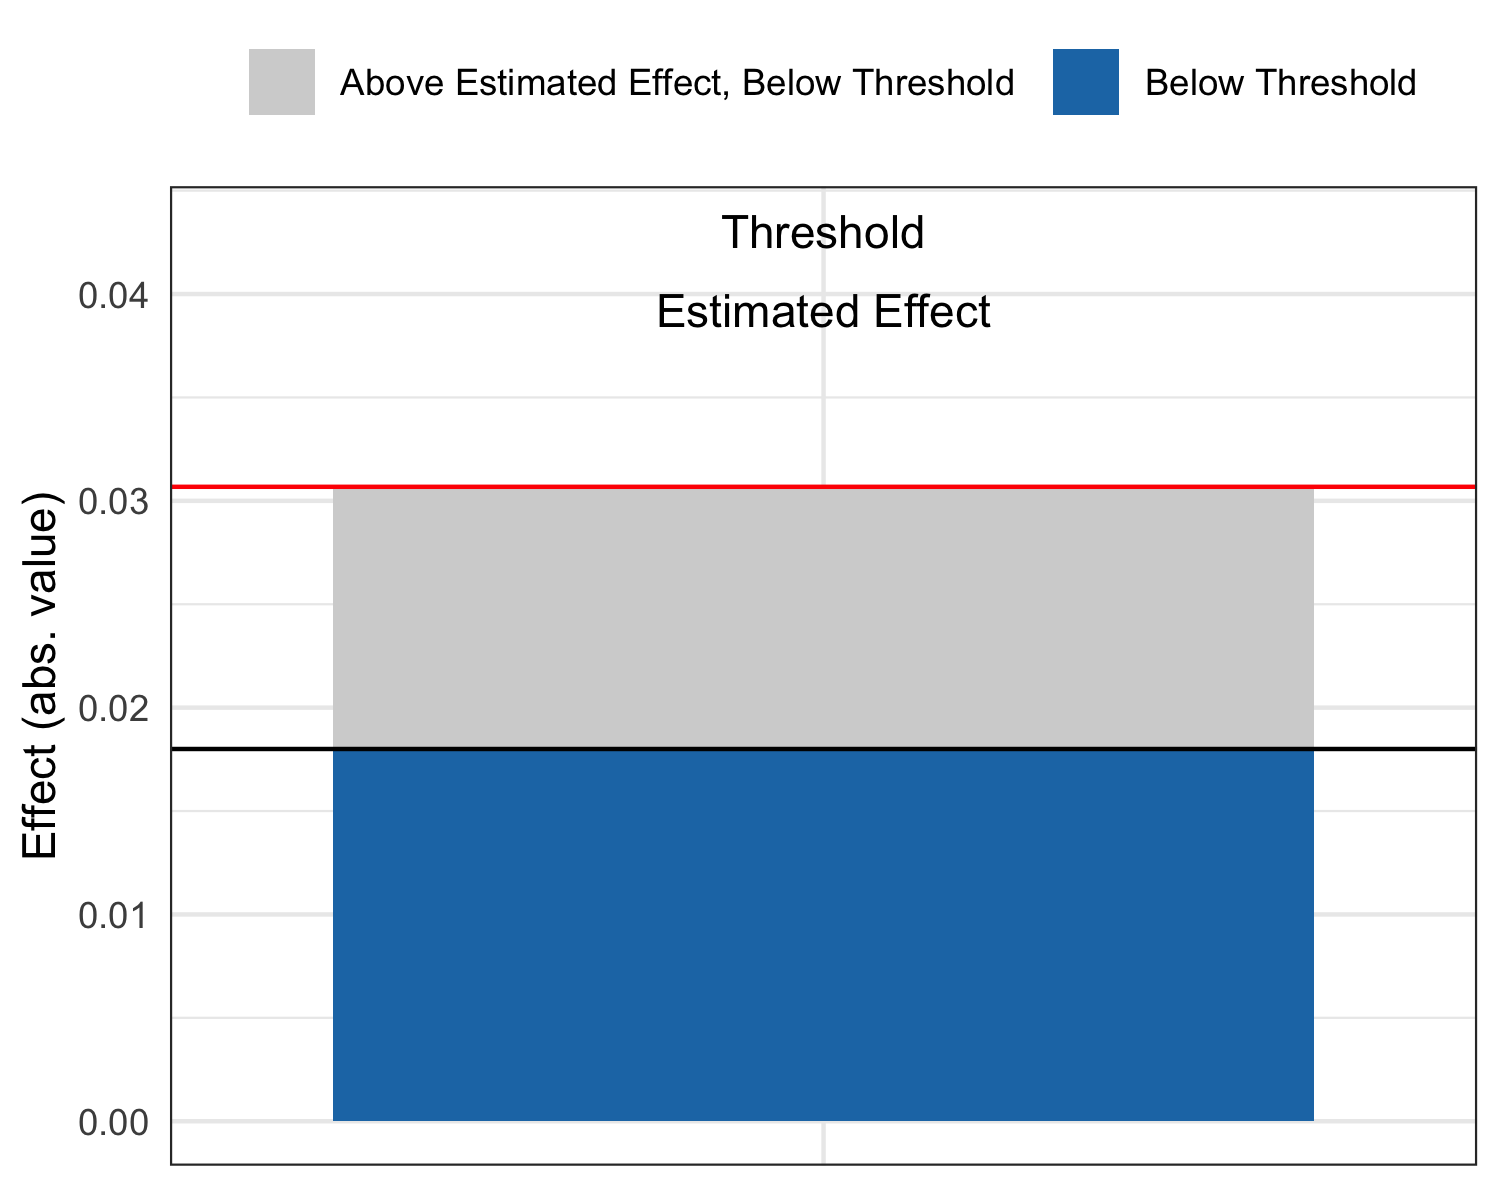 Above Estimated Effect, Below Threshold
Below Threshold
Threshold
Estimated Effect
Effect (abs. value)
0.04
0.03
0.02
0.01
0.00